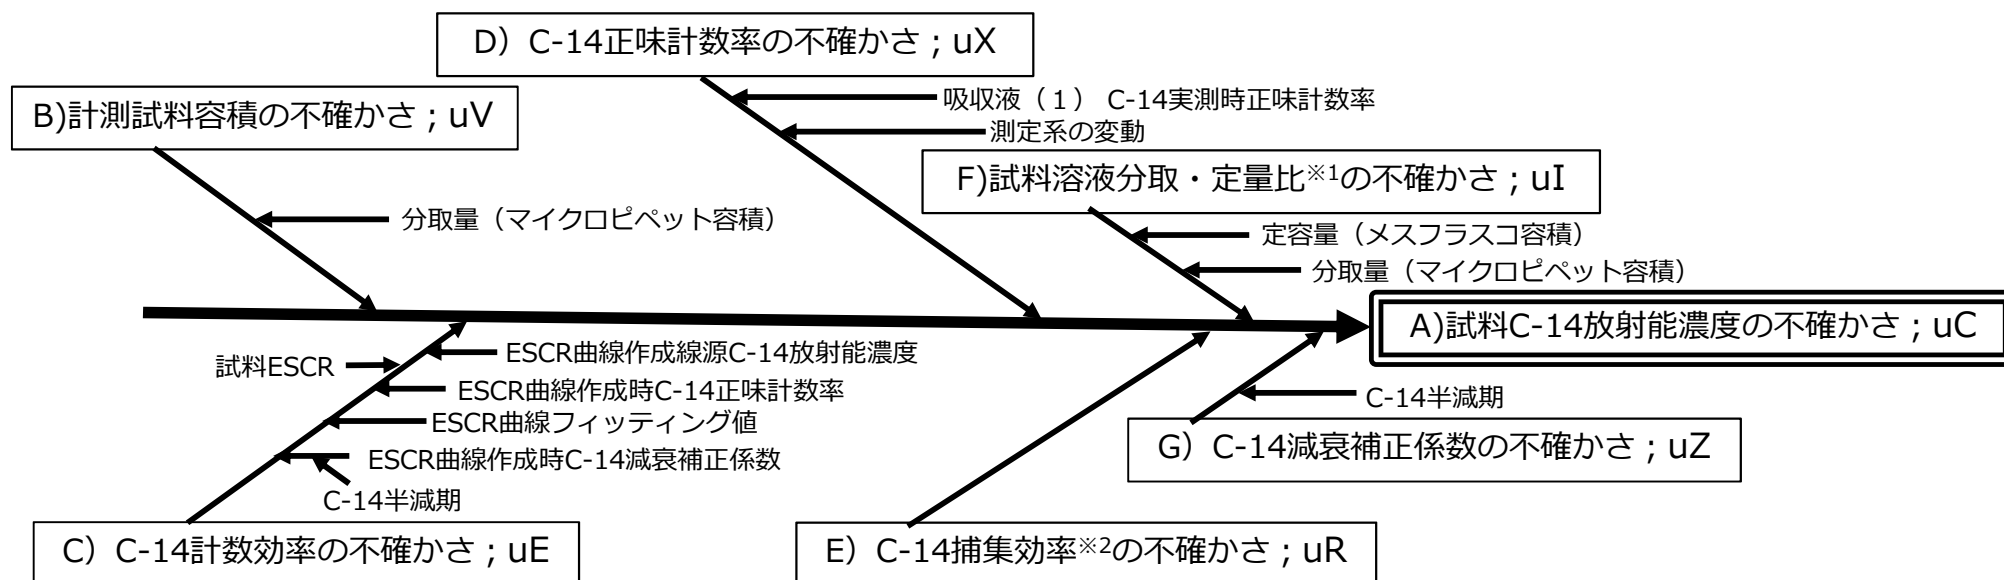 D）C-14正味計数率の不確かさ；uX
吸収液（１） C-14実測時正味計数率
B)計測試料容積の不確かさ；uV
測定系の変動
F)試料溶液分取・定量比※1の不確かさ；uI
分取量（マイクロピペット容積）
定容量（メスフラスコ容積）
分取量（マイクロピペット容積）
A)試料C-14放射能濃度の不確かさ；uC
試料ESCR
ESCR曲線作成線源C-14放射能濃度
ESCR曲線作成時C-14正味計数率
C-14半減期
ESCR曲線フィッティング値
G）C-14減衰補正係数の不確かさ；uZ
ESCR曲線作成時C-14減衰補正係数
C-14半減期
C）C-14計数効率の不確かさ；uE
E）C-14捕集効率※2の不確かさ；uR